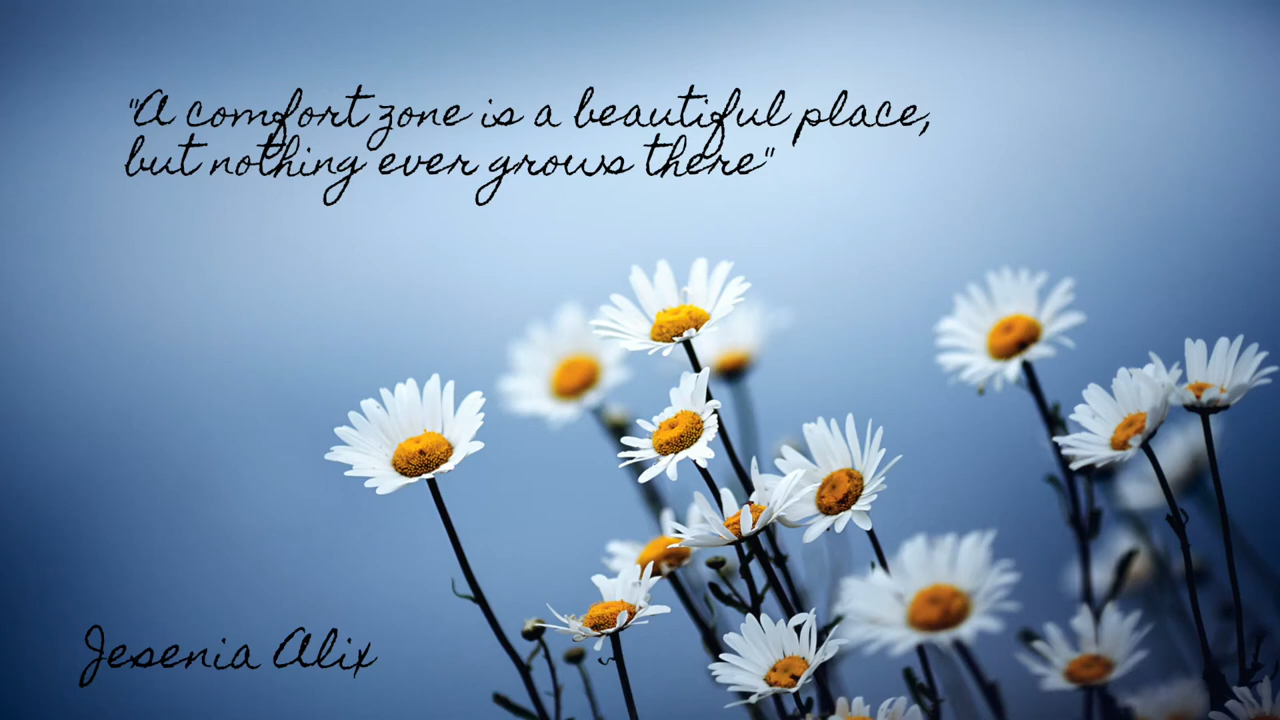 "A comfort zone is a beautiful place,
but nothing ever grows there"
Jesenia Alix